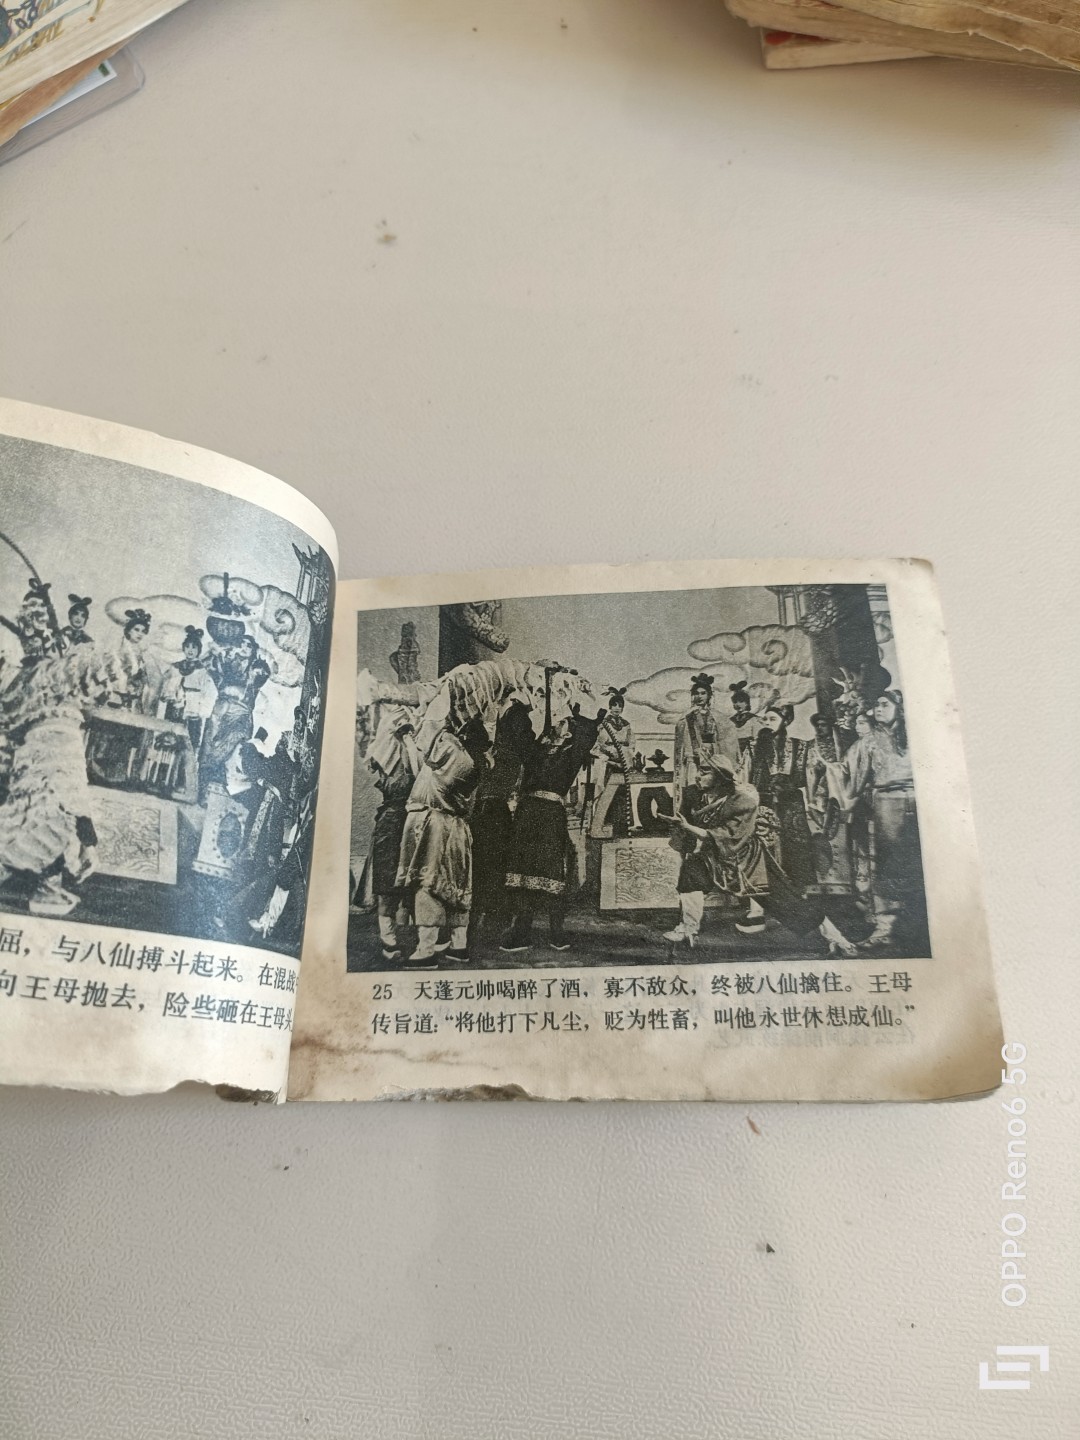 屈，与八仙搏斗起来。在混战
向王母抛去，险些砸在王母头
25 天蓬元帅喝醉了酒，寡不敌众，终被八仙擒住。王母
传旨道：“将他打下凡尘，贬为牲畜，叫他永世休想成仙。”
OPPO Reno6 5G